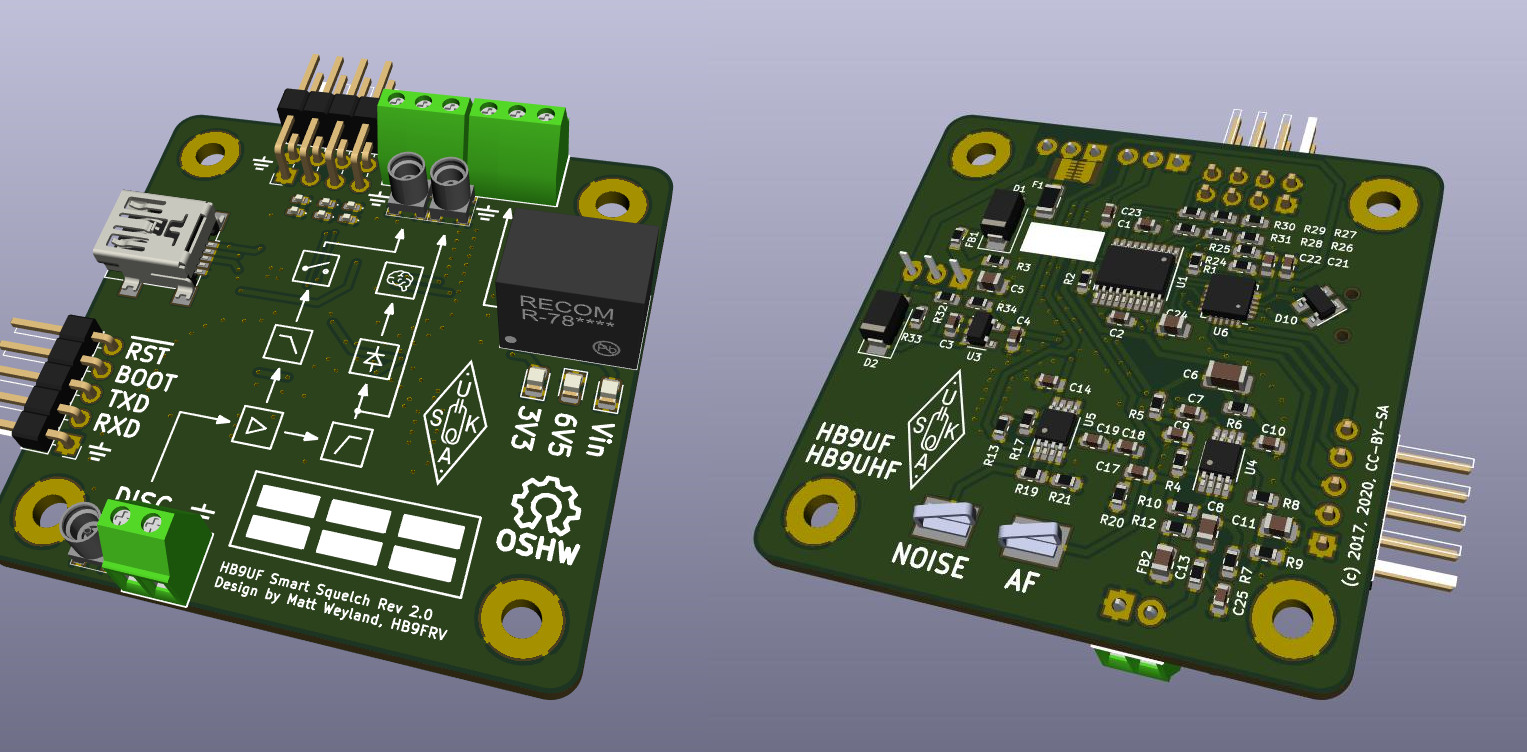 RECOM
R-78****
Pb
RST
BOOT
TXD
RXD
3V3
6V5
Vin
U
S K
O
A
DISC
OSHW
HB9UF Smart Squelch Rev 2.0
Design by Matt Weyland, HB9FRV
D1
F1
C23
C1
FB1
R3
C5
R2
U1
R30 R29 R27
R31 R28 R26
R25
R24
R1
C22 C21
R32
R34
C4
C3
U3
R33
D2
C2
C24
U6
D10
C6
C14
C7
R5
R6
U5
C19
C18
C9
C10
U4
R13
R17
C17
R4
R19
R21
R20
R10
R12
C8
R8
C11
FB2
C13
R7
R9
C25
HB9UF
HB9UHF
U
S K
O
A
NOISE
AF
(c) 2017, 2020, CC-BY-SA